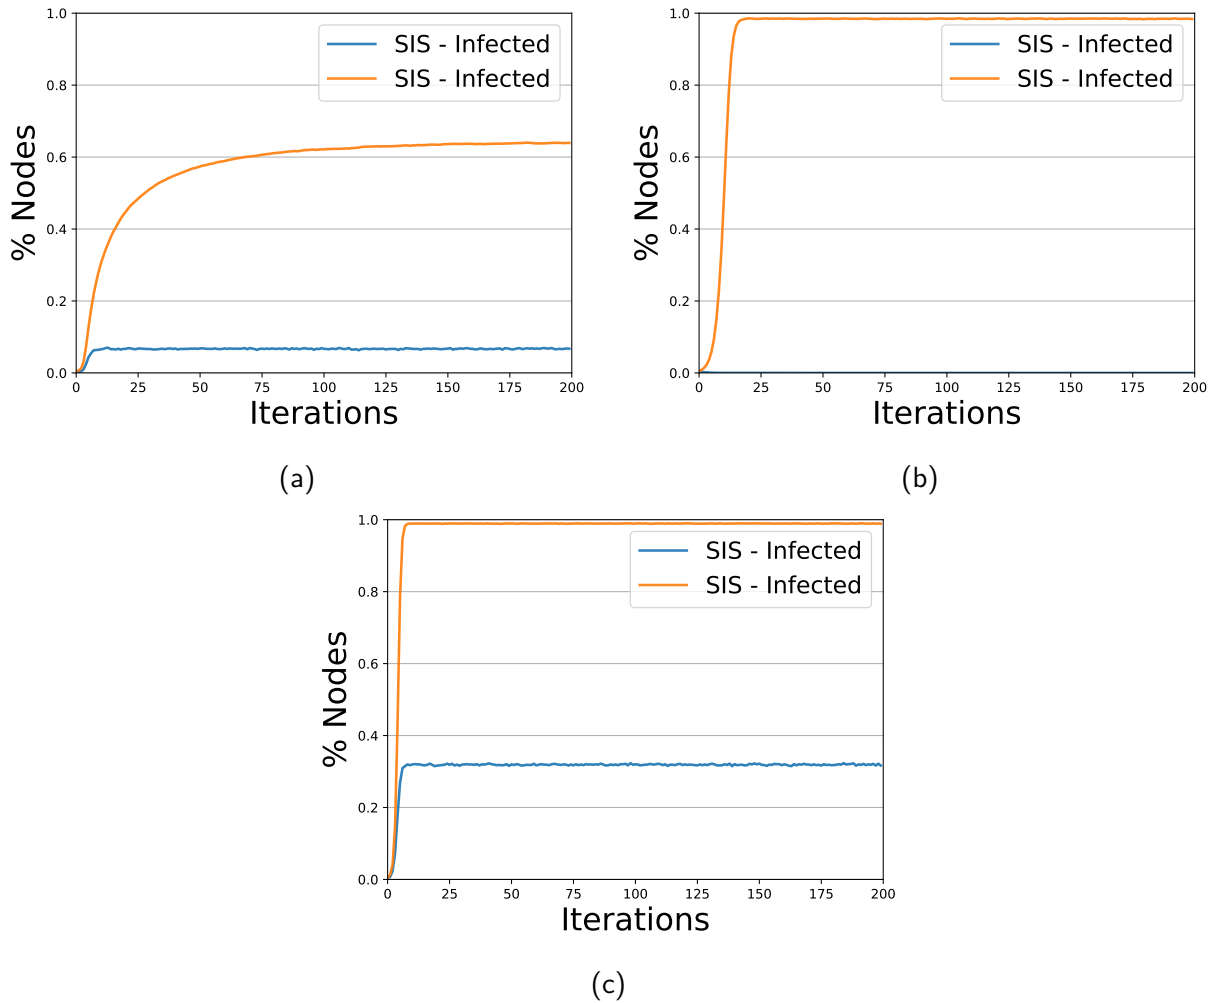 1.0
0.8
0.6
0.4
0.2
0.0
% Nodes
SIS - Infected
SIS - Infected
0 25 50 75 100 125 150 175 200
Iterations
(a)
1.0
0.8
0.6
0.4
0.2
0.0
% Nodes
SIS - Infected
SIS - Infected
0 25 50 75 100 125 150 175 200
Iterations
(b)
1.0
0.8
0.6
0.4
0.2
0.0
% Nodes
SIS - Infected
SIS - Infected
0 25 50 75 100 125 150 175 200
Iterations
(c)